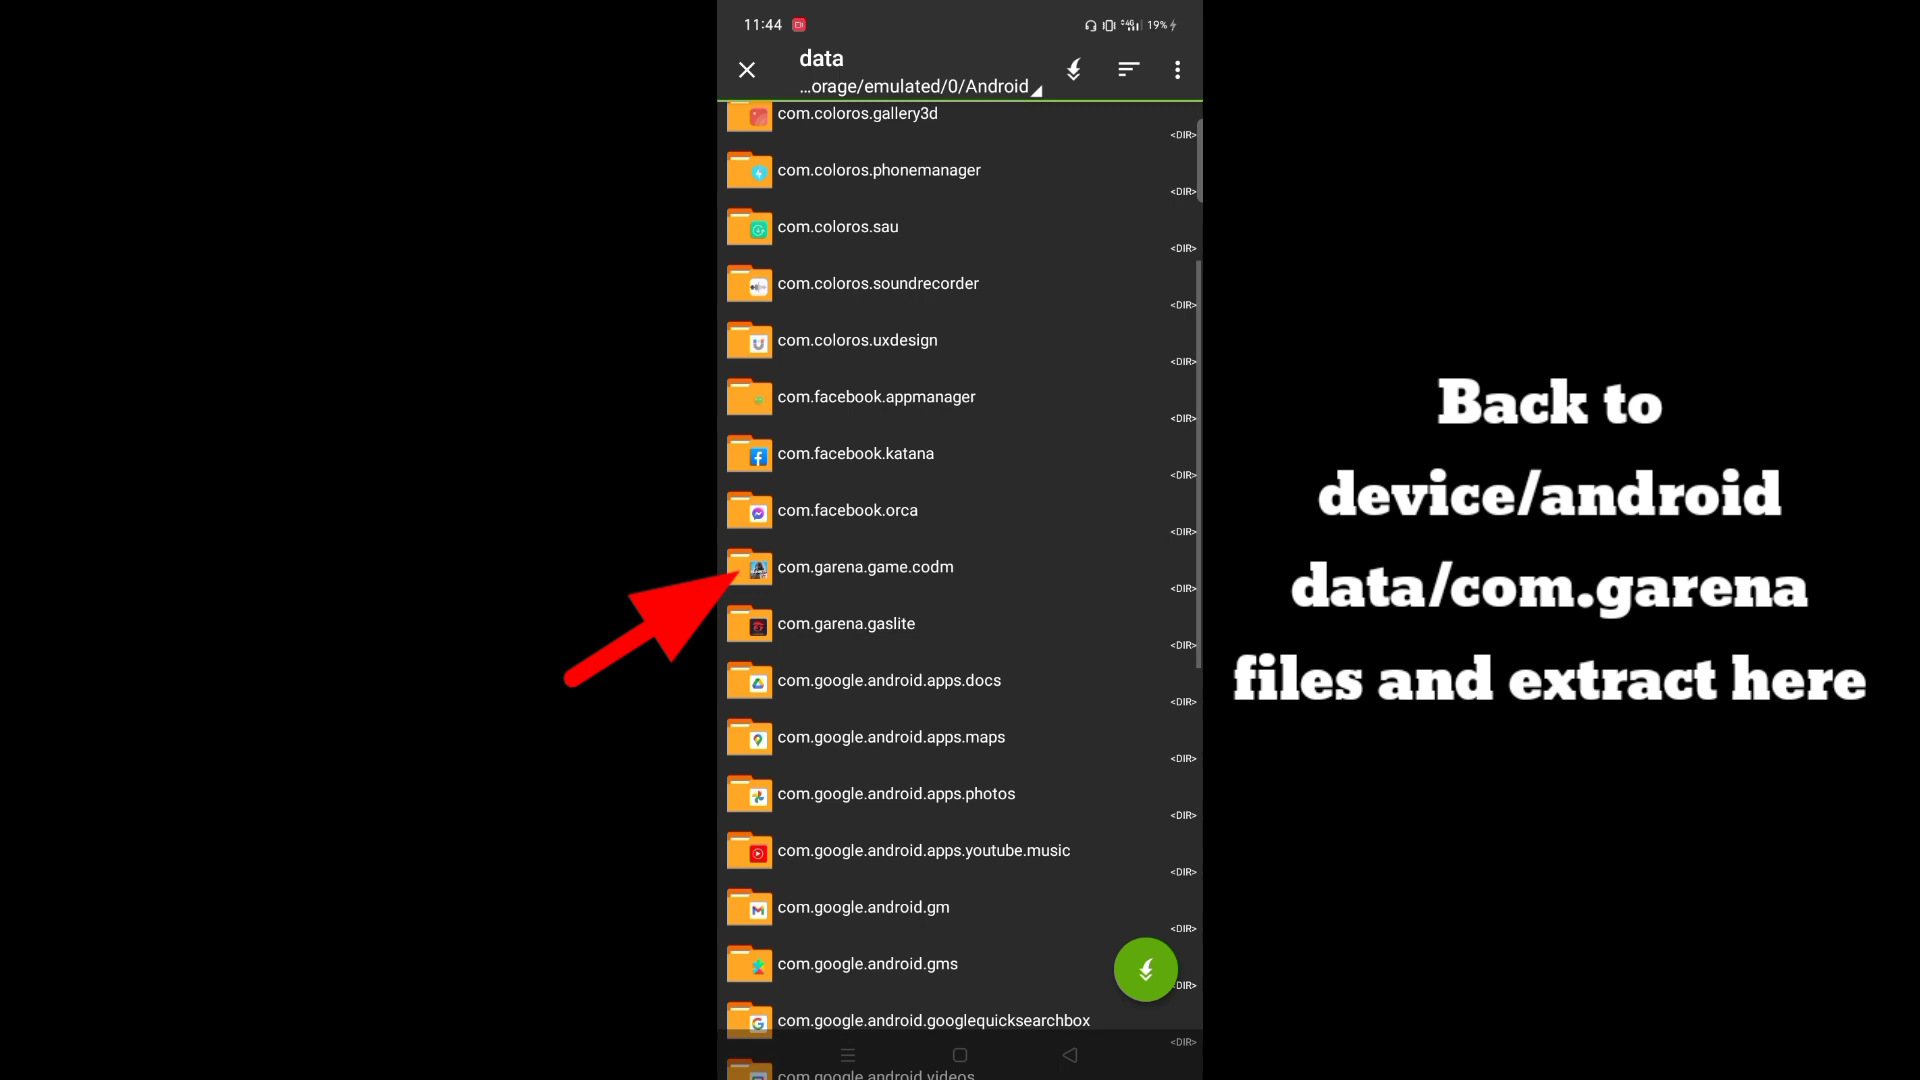 11:44
4G 19%
data
...orage/emulated/0/Android
com.coloros.gallery3d
<DIR>
com.coloros.phonemanager
<DIR>
com.coloros.sau
<DIR>
com.coloros.soundrecorder
<DIR>
com.coloros.uxdesign
<DIR>
com.facebook.appmanager
<DIR>
com.facebook.katana
<DIR>
com.facebook.orca
<DIR>
com.garena.game.codm
<DIR>
com.garena.gaslite
<DIR>
com.google.android.apps.docs
<DIR>
com.google.android.apps.maps
<DIR>
com.google.android.apps.photos
<DIR>
com.google.android.apps.youtube.music
<DIR>
com.google.android.gm
<DIR>
com.google.android.gms
DIR>
com.google.android.googlequicksearchbox
<DIR>
com.google.android.videos
Back to
device/android
data/com.garena
files and extract here